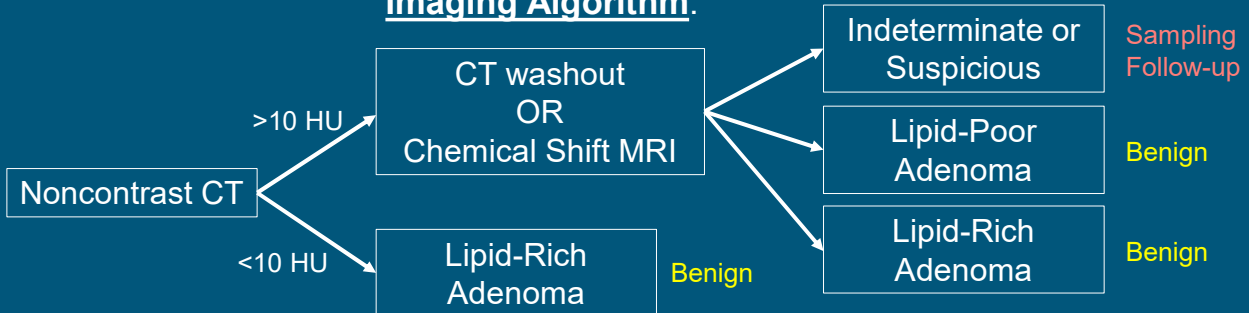 Imaging Algorithm:
Noncontrast CT
>10 HU
<10 HU
CT washout
OR
Chemical Shift MRI
Lipid-Rich
Adenoma
Benign
Indeterminate or
Suspicious
Sampling
Follow-up
Lipid-Poor
Adenoma
Benign
Lipid-Rich
Adenoma
Benign